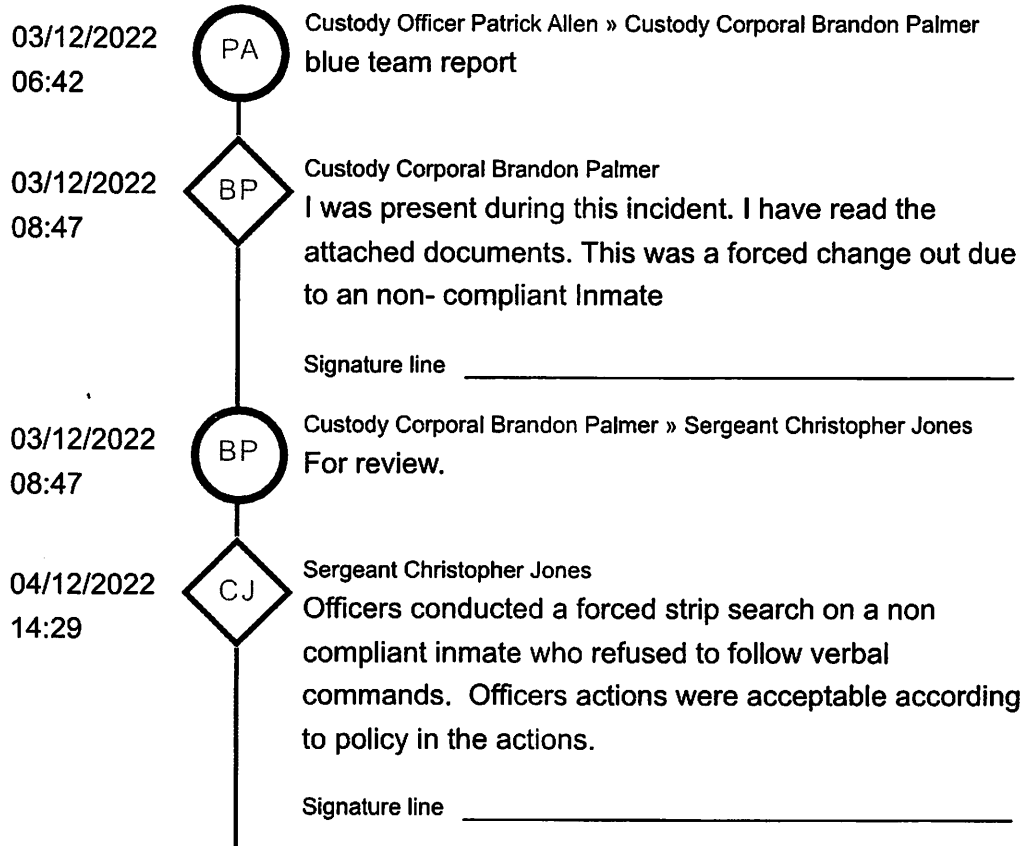 03/12/2022
06:42
PA
Custody Officer Patrick Allen » Custody Corporal Brandon Palmer
blue team report
03/12/2022
08:47
BP
Custody Corporal Brandon Palmer
I was present during this incident. I have read the
attached documents. This was a forced change out due
to an non- compliant Inmate
Signature line
03/12/2022
08:47
BP
Custody Corporal Brandon Palmer » Sergeant Christopher Jones
For review.
04/12/2022
14:29
CJ
Sergeant Christopher Jones
Officers conducted a forced strip search on a non
compliant inmate who refused to follow verbal
commands.  Officers actions were acceptable according
to policy in the actions.
Signature line